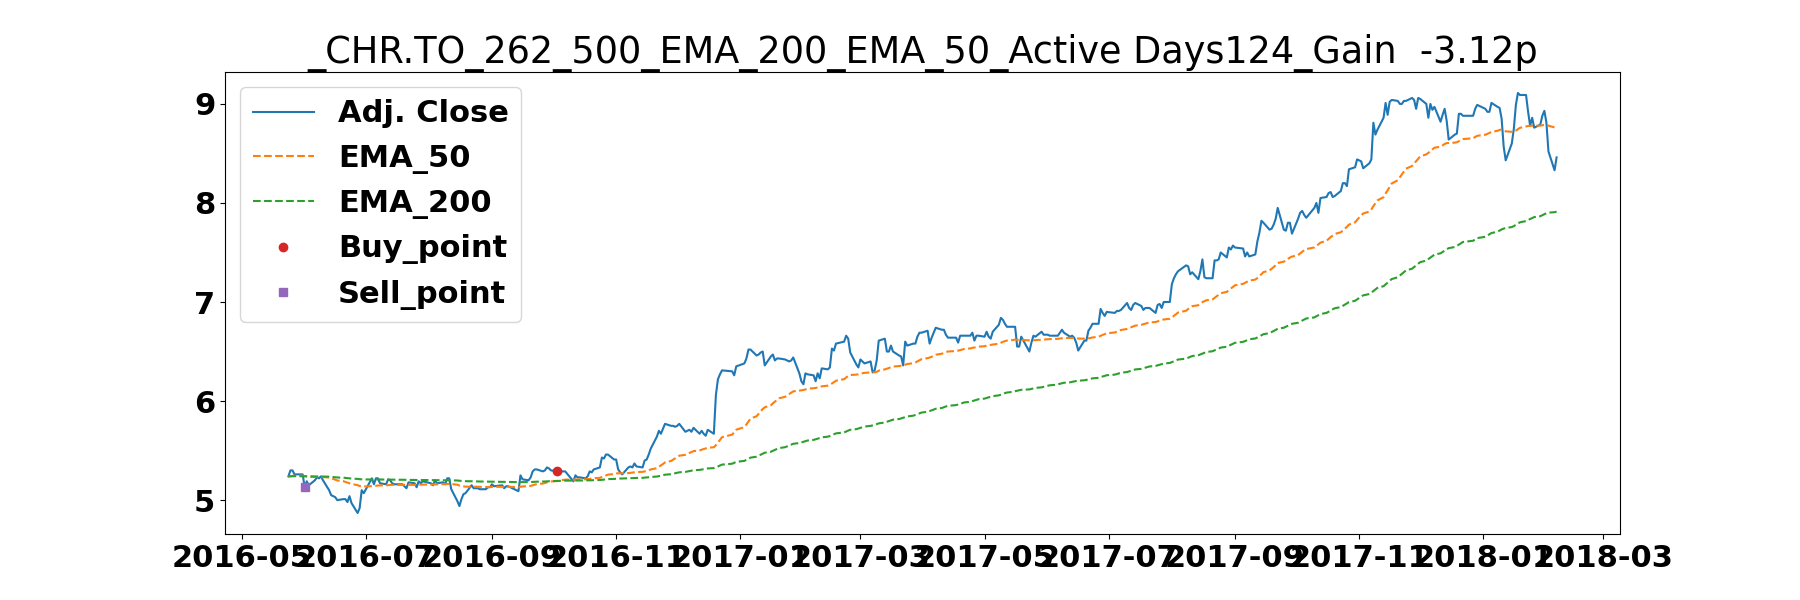 _CHR.TO_262_500_EMA_200_EMA_50_Active Days124_Gain  -3.12p
Adj. Close
EMA_50
EMA_200
Buy_point
Sell_point
9
8
7
6
5
2016-05 2016-07 2016-09 2016-11 2017-01 2017-03 2017-05 2017-07 2017-09 2017-11 2018-01 2018-03